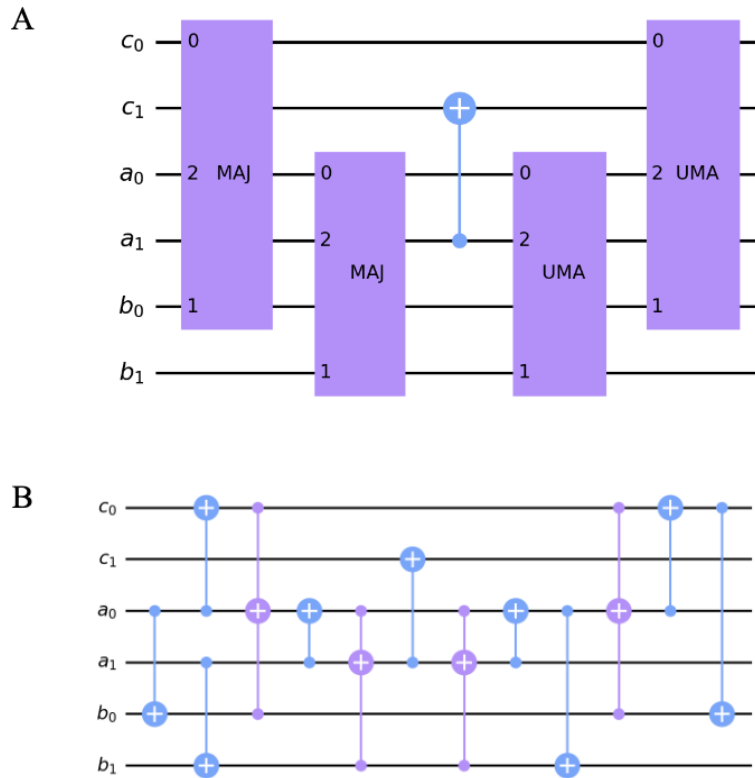 A
c₀ 0 0
c₁
a₀ 2 MAJ 0 0 2 UMA
a₁ 2 2
MAJ UMA
b₀ 1 1
b₁ 1 1
B
c₀
c₁
a₀
a₁
b₀
b₁